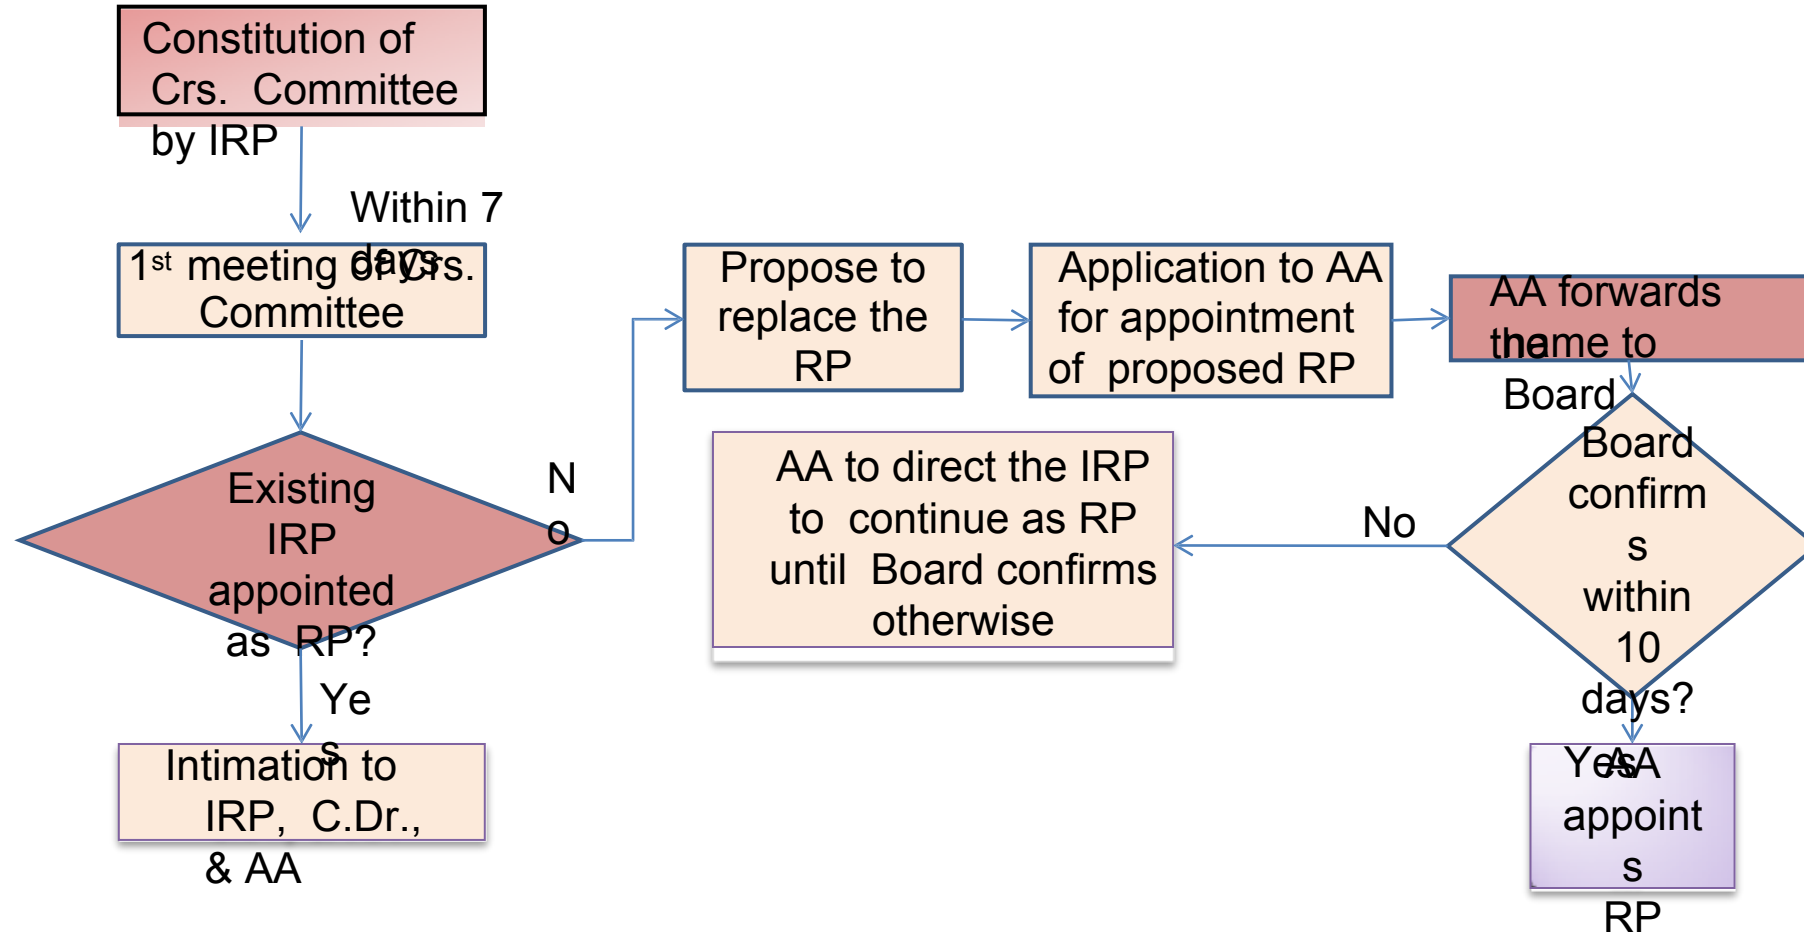 Constitution of
Crs. Committee
by IRP
Within 7
days
1st meeting of Crs.
Committee
Existing
IRP
appointed
as RP?
N
o
Ye
s
Intimation to
IRP, C.Dr.,
& AA
Propose to
replace the
RP
Application to AA
for appointment
of proposed RP
AA forwards
the
name to
Board
Board
confirm
s
within
10
days?
No
AA to direct the IRP
to continue as RP
until Board confirms
otherwise
Yes
AA
appoint
s
RP